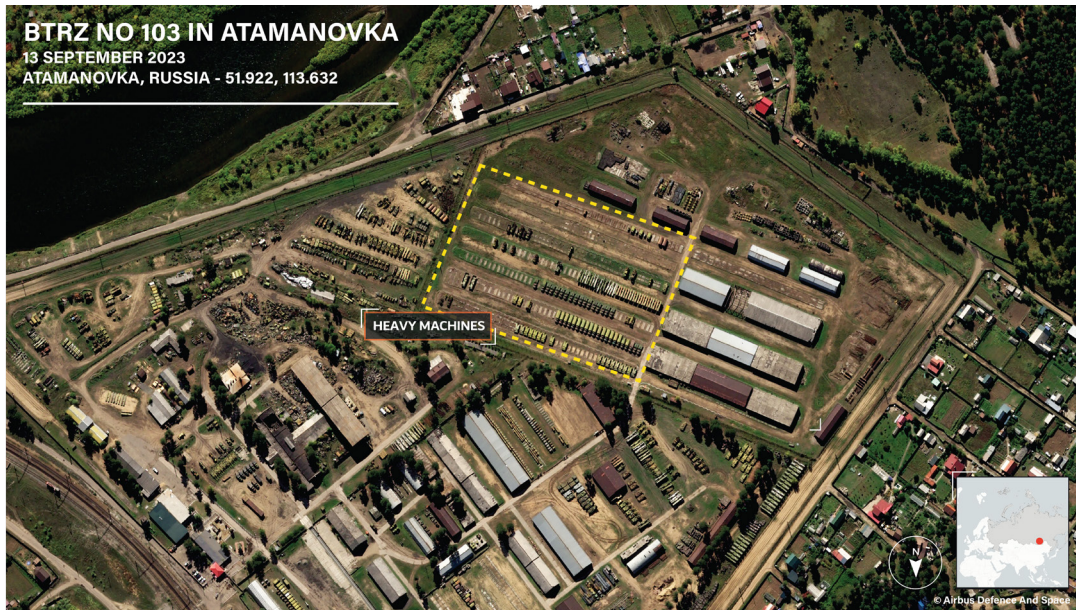 BTRZ NO 103 IN ATAMANOVKA
13 SEPTEMBER 2023
ATAMANOVKA, RUSSIA - 51.922, 113.632
HEAVY MACHINES
N
© Airbus Defence And Space